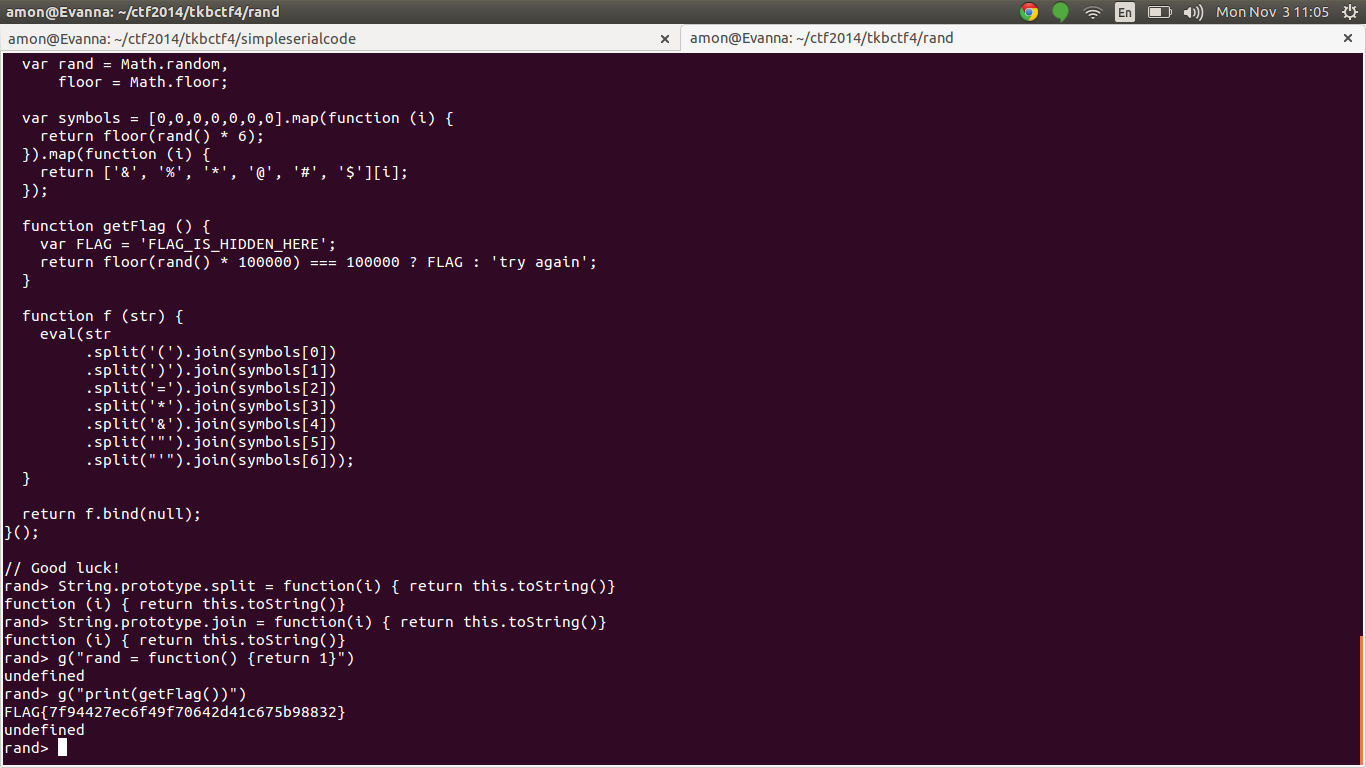 amon@Evanna: ~/ctf2014/tkbctf4/rand
En
Mon Nov 3 11:05
amon@Evanna: ~/ctf2014/tkbctf4/simpleserialcode ×
amon@Evanna: ~/ctf2014/tkbctf4/rand ×
  var rand = Math.random,
      floor = Math.floor;
  var symbols = [0,0,0,0,0,0,0].map(function (i) {
    return floor(rand() * 6);
  }).map(function (i) {
    return ['&', '%', '*', '@', '#', '$'][i];
  });
  function getFlag () {
    var FLAG = 'FLAG_IS_HIDDEN_HERE';
    return floor(rand() * 100000) === 100000 ? FLAG : 'try again';
  }
  function f (str) {
    eval(str
         .split('(').join(symbols[0])
         .split(')').join(symbols[1])
         .split('=').join(symbols[2])
         .split('*').join(symbols[3])
         .split('&').join(symbols[4])
         .split('"').join(symbols[5])
         .split("'").join(symbols[6]));
  }
  return f.bind(null);
}();
// Good luck!
rand> String.prototype.split = function(i) { return this.toString()}
function (i) { return this.toString()}
rand> String.prototype.join = function(i) { return this.toString()}
function (i) { return this.toString()}
rand> g("rand = function() {return 1}")
undefined
rand> g("print(getFlag())")
FLAG{7f94427ec6f49f70642d41c675b98832}
undefined
rand>